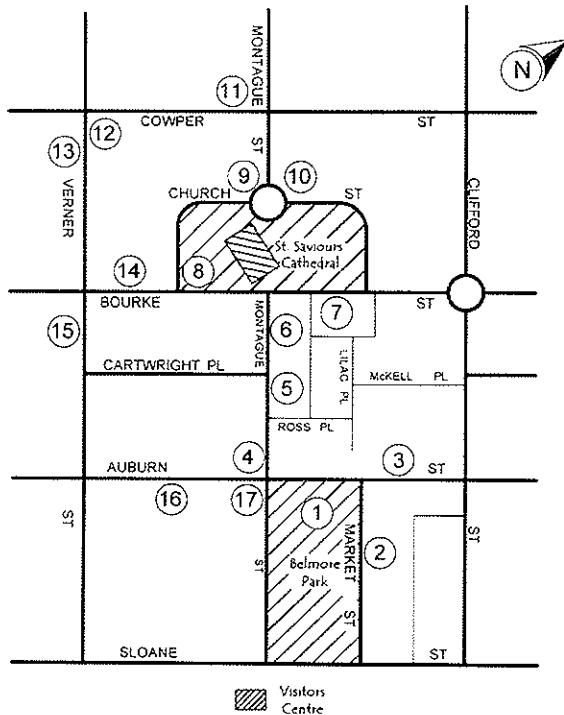 MONTAGUE
N
11
COWPER
ST
12
13
ST
9
10
CHURCH
ST
VERNER
CLIFFORD
St. Saviours
Cathedral
14
8
BOURKE
ST
MONTAGUE
7
15
6
CARTWRIGHT PL
LILAC PL
McKELL PL
5
ROSS PL
4
3
AUBURN
ST
16
17
1
ST
MARKET
2
ST
ST
Belmore
Park
ST
SLOANE
ST
Visitors
Centre